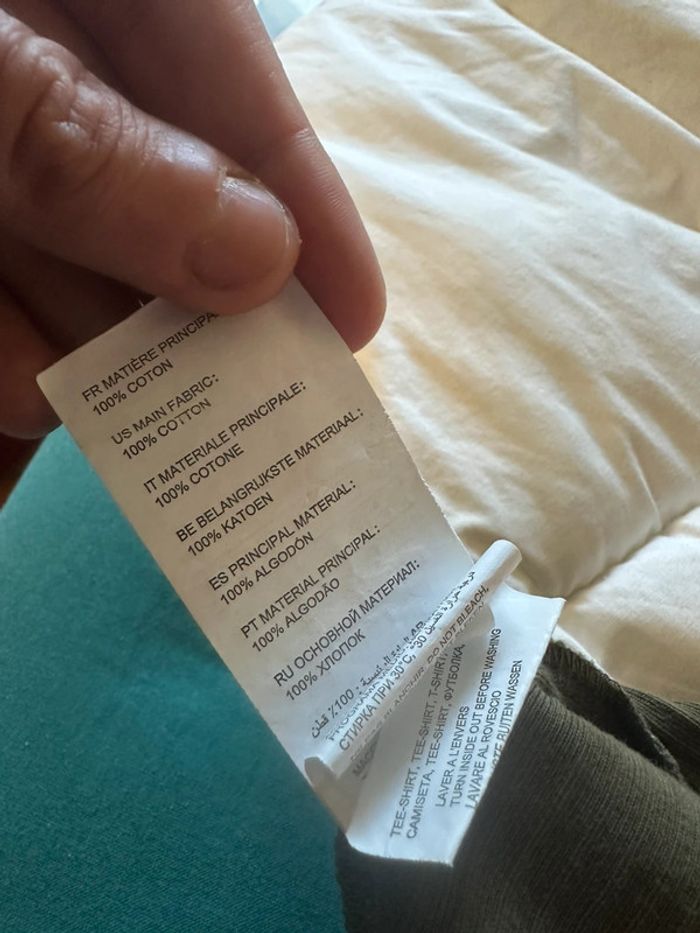 FR MATIÈRE PRINCIPA
100% COTON
US MAIN FABRIC:
100% COTTON
IT MATERIALE PRINCIPALE:
100% COTONE
BE BELANGRIJKSTE MATERIAAL:
100% KATOEN
ES PRINCIPAL MATERIAL:
100% ALGODÓN
PT MATERIAL PRINCIPAL:
100% ALGODÃO
RU ОСНОВНОЙ МАТЕРИАЛ:
100% ХЛОПОК
100٪ قطن
СТИРКА ПРИ 30°C,
DO NOT BLEACH,
TEE-SHIRT, TEE-SHIRT, T-SHIRT,
CAMISETA, TEE-SHIRT, ФУТБОЛКА,
LAVER A L'ENVERS
TURN INSIDE OUT BEFORE WASHING
LAVARE AL ROVESCIO
BUITEN WASSEN